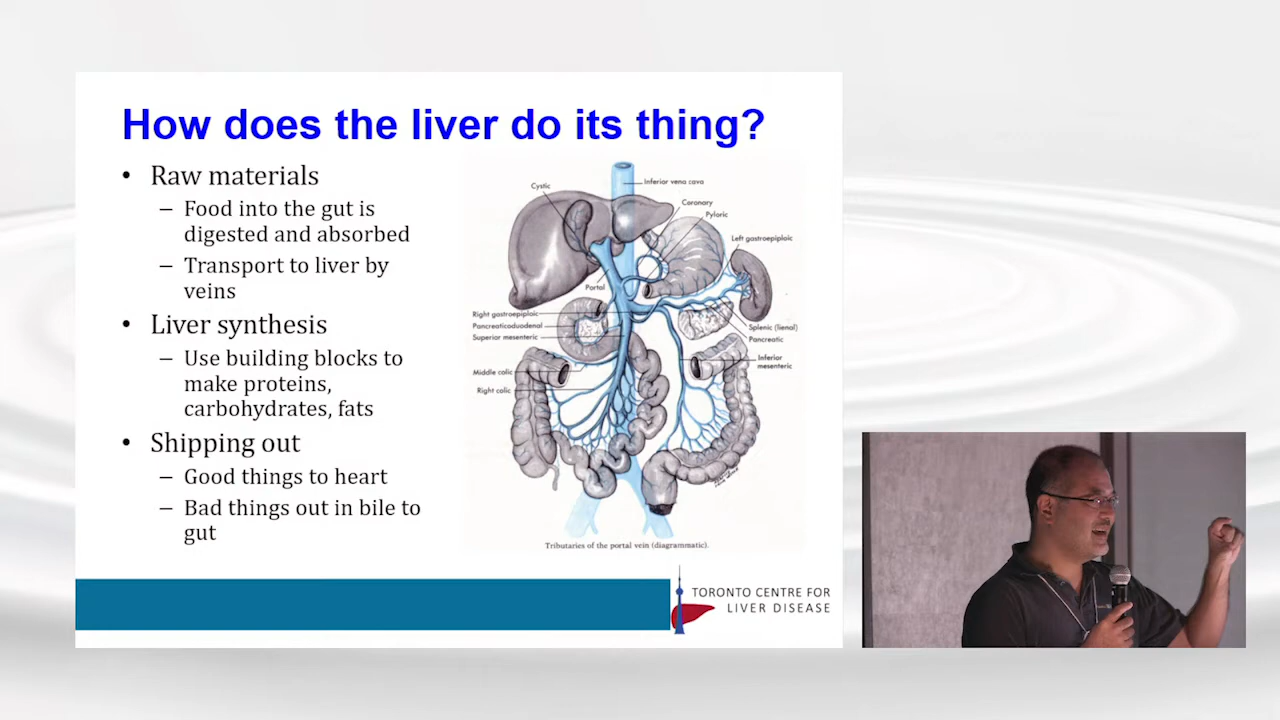 How does the liver do its thing?
• Raw materials
– Food into the gut is
digested and absorbed
– Transport to liver by
veins
• Liver synthesis
– Use building blocks to
make proteins,
carbohydrates, fats
• Shipping out
– Good things to heart
– Bad things out in bile to
gut
Cystic
Inferior vena cava
Coronary
Pyloric
Left gastroepiploic
Portal
Right gastroepiploic
Pancreaticoduodenal
Superior mesenteric
Splenic (lienal)
Pancreatic
Inferior
mesenteric
Middle colic
Right colic
Tributaries of the portal vein (diagrammatic).
TORONTO CENTRE FOR
LIVER DISEASE